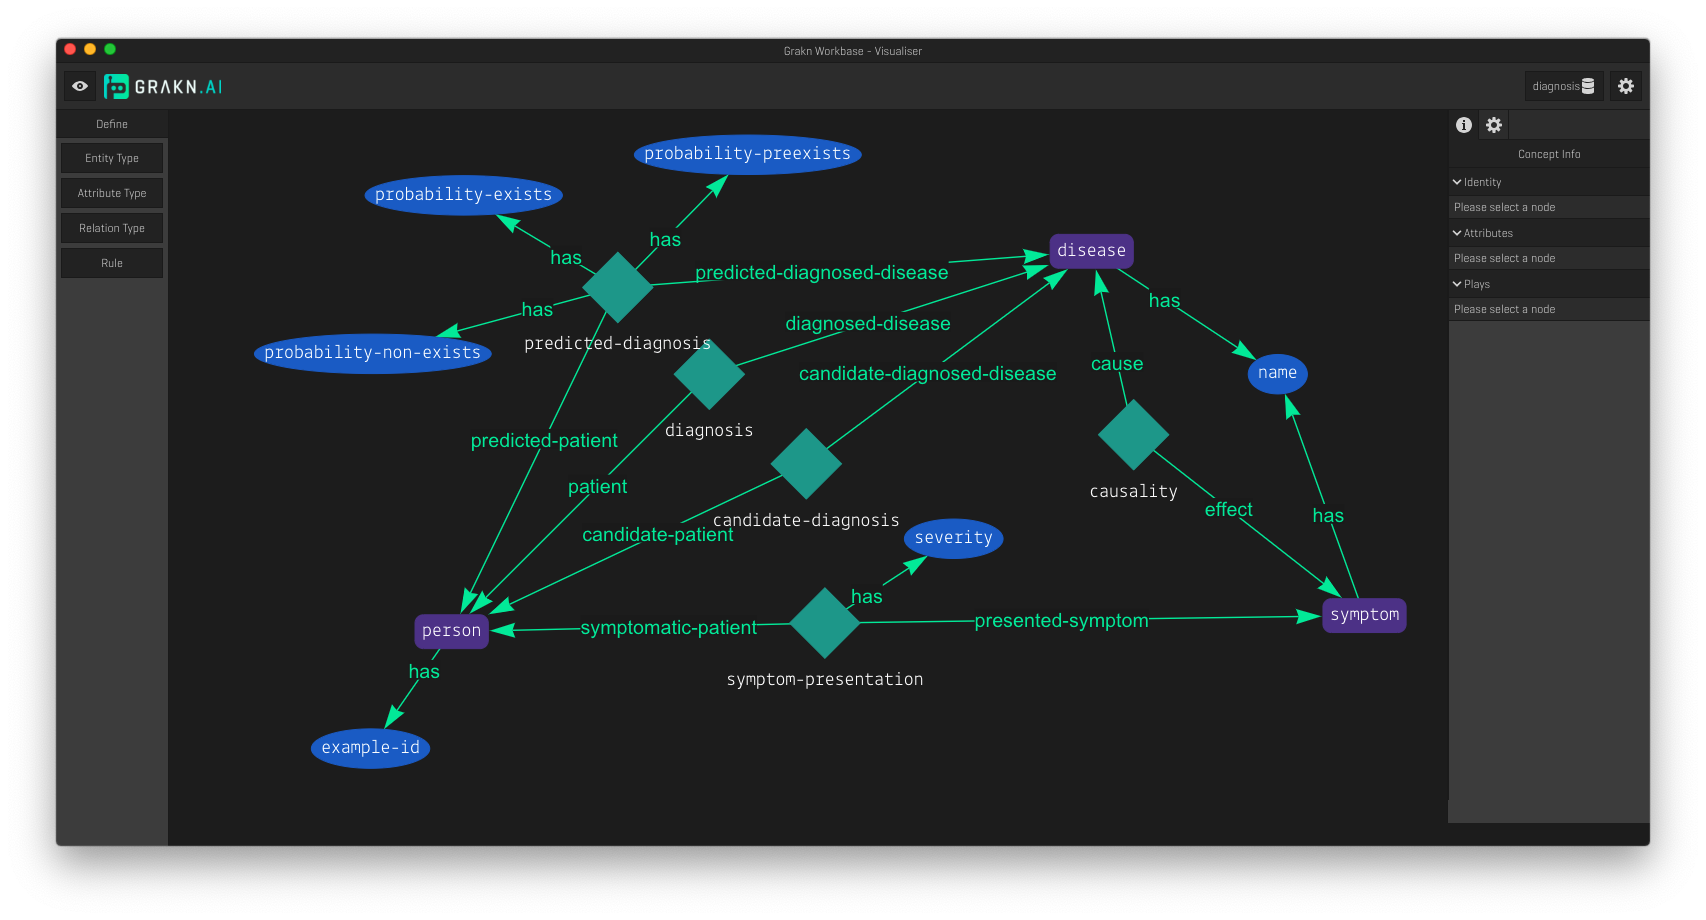 Grakn Workbase - Visualiser
GRAKN.AI
diagnosis
Define
Entity Type
Attribute Type
Relation Type
Rule
Concept Info
Identity
Please select a node
Attributes
Please select a node
Plays
Please select a node
probability-preexists
probability-exists
has
has
disease
predicted-diagnosed-disease
has
has
diagnosed-disease
predicted-diagnosis
probability-non-exists
cause
name
candidate-diagnosed-disease
diagnosis
predicted-patient
patient
causality
effect
has
candidate-diagnosis
candidate-patient
severity
has
symptom
presented-symptom
symptomatic-patient
person
has
symptom-presentation
example-id